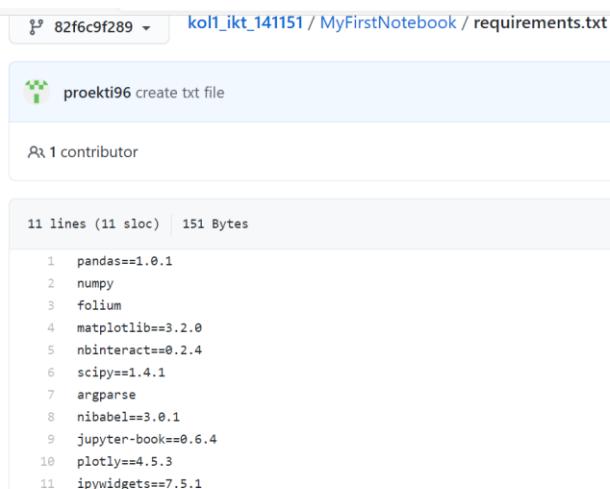 82f6c9f289 kol1_ikt_141151 / MyFirstNotebook / requirements.txt
proekti96 create txt file
1 contributor
11 lines (11 sloc) 151 Bytes
1 pandas==1.0.1
2 numpy
3 folium
4 matplotlib==3.2.0
5 nbinteract==0.2.4
6 scipy==1.4.1
7 argparse
8 nibabel==3.0.1
9 jupyter-book==0.6.4
10 plotly==4.5.3
11 ipywidgets==7.5.1